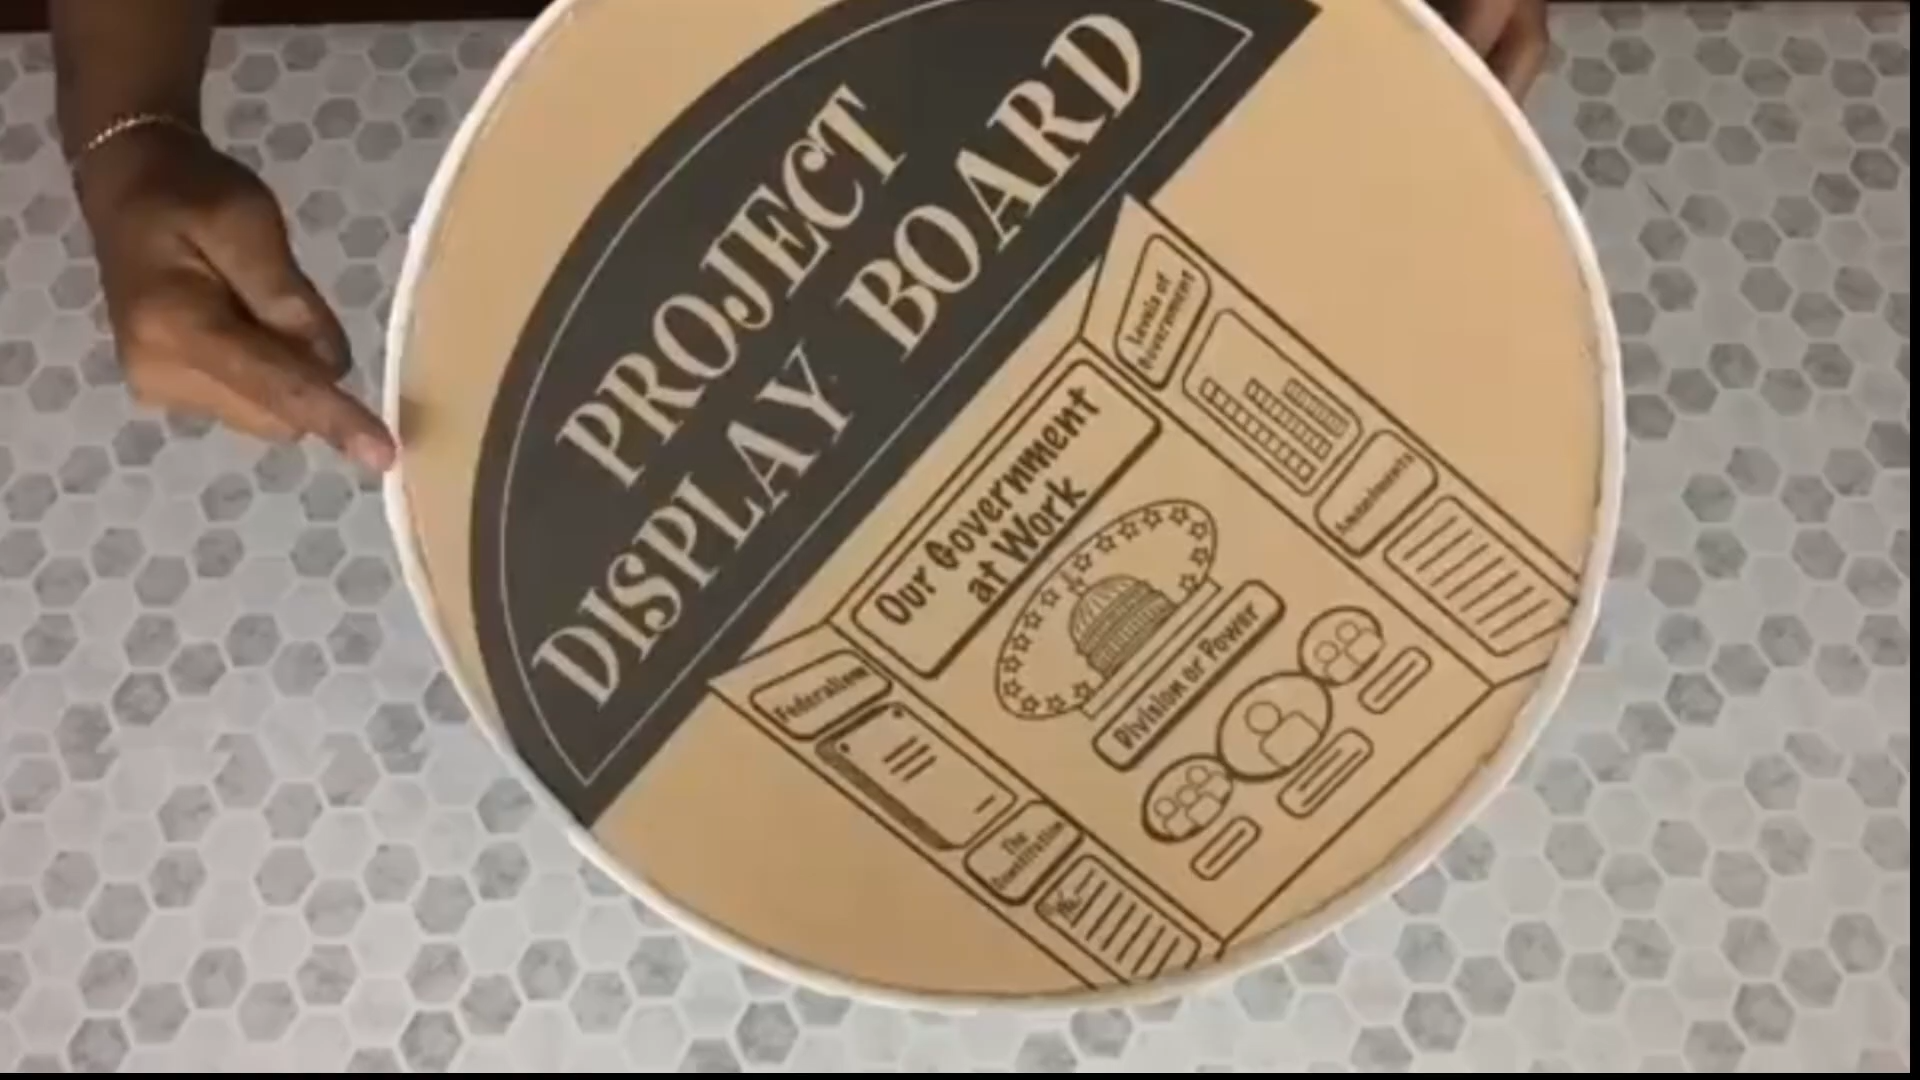 PROJECT
DISPLAY BOARD
Levels of
Government
Our Government
at Work
Amendments
Division of Power
Federalism
The
Constitution